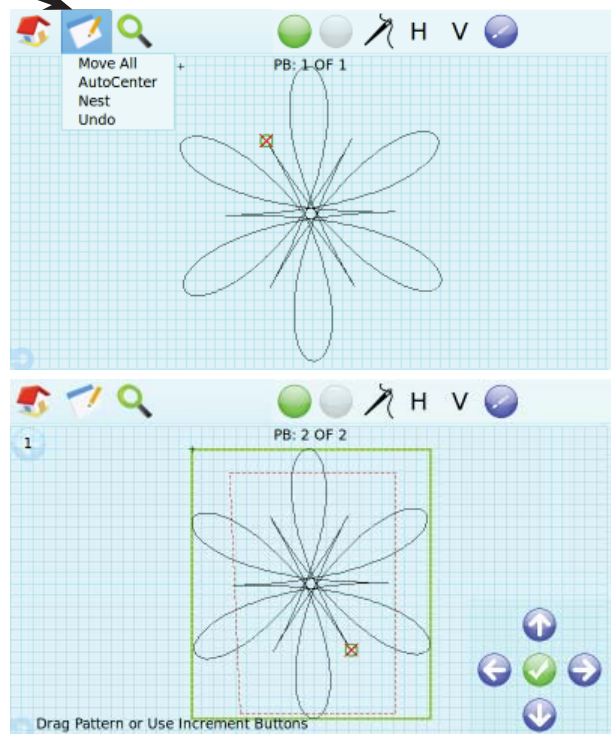 H V
Move All
AutoCenter
Nest
Undo
PB: 1 OF 1
H V
1
PB: 2 OF 2
Drag Pattern or Use Increment Buttons